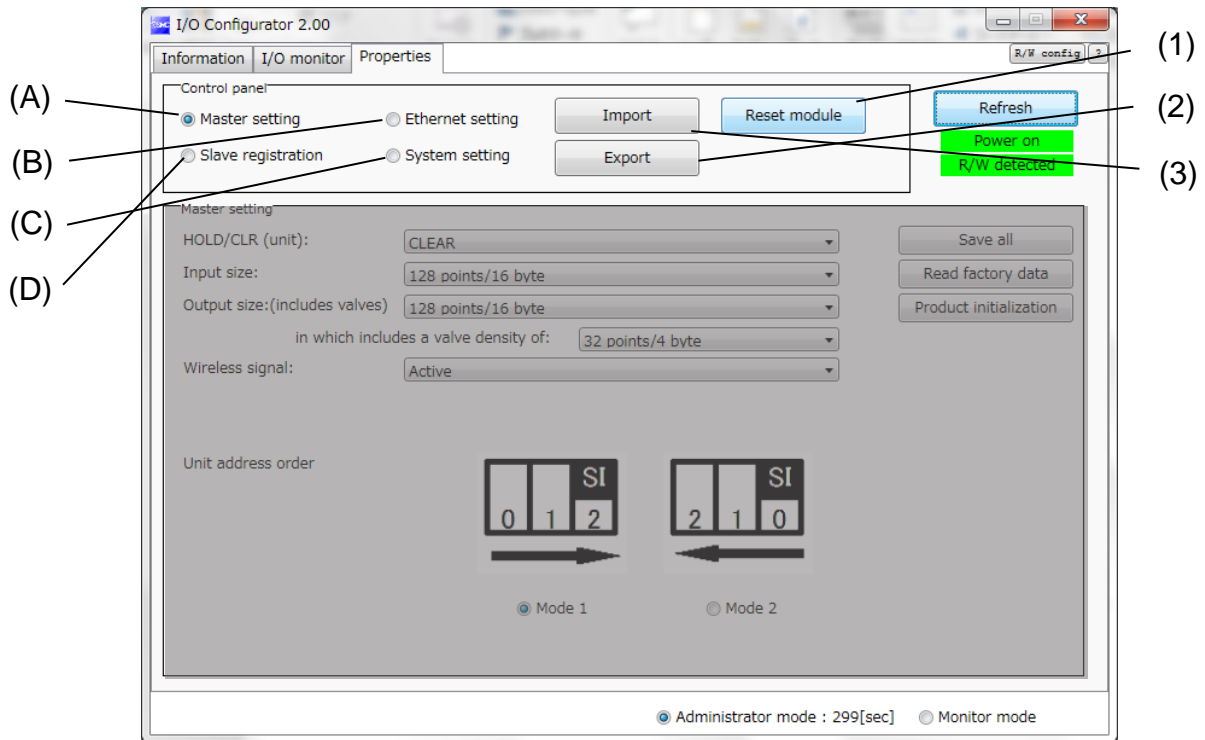 I/O Configurator 2.00
Information I/O monitor Properties R/W config ?
(1)
Control panel
(A)
Master setting Ethernet setting Import Reset module Refresh
(2)
Power on
(B)
Slave registration System setting Export R/W detected
(3)
Master setting
(C)
HOLD/CLR (unit): CLEAR Save all
Input size: 128 points/16 byte Read factory data
(D)
Output size:(includes valves) 128 points/16 byte Product initialization
in which includes a valve density of: 32 points/4 byte
Wireless signal: Active
Unit address order
SI SI
0 1 2 2 1 0
Mode 1 Mode 2
Administrator mode : 299[sec] Monitor mode